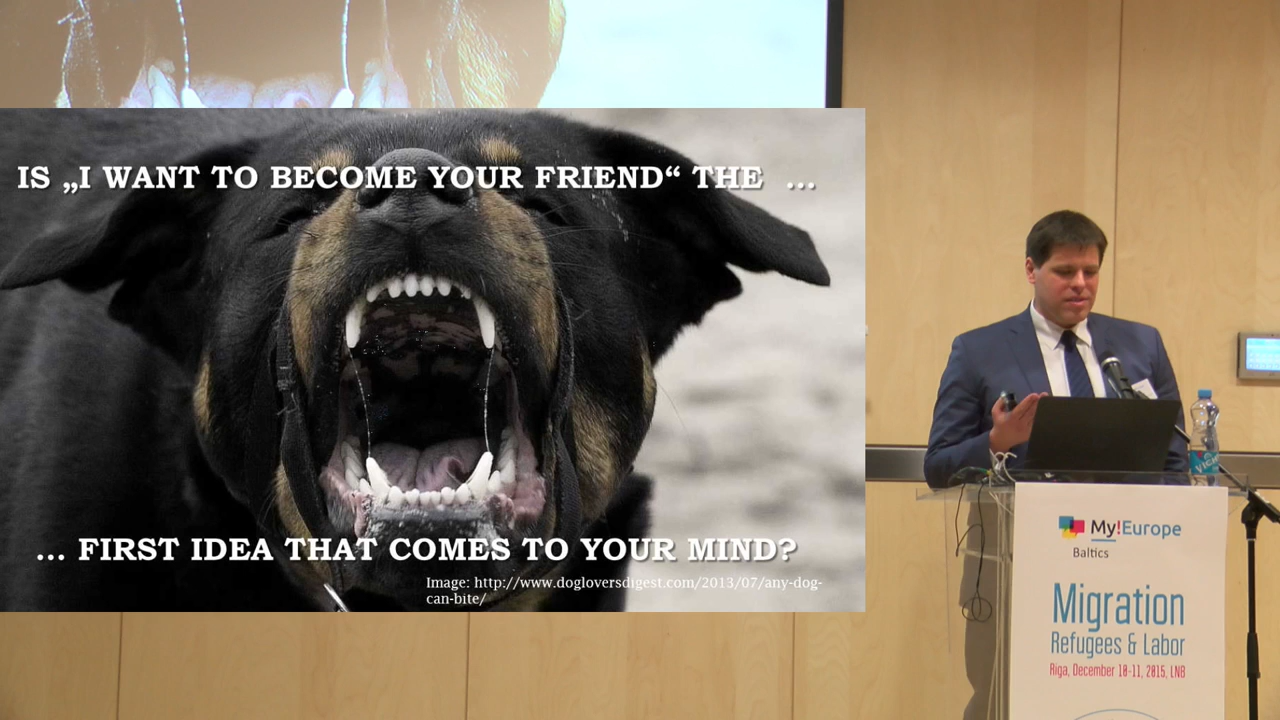 IS „I WANT TO BECOME YOUR FRIEND“ THE ...
... FIRST IDEA THAT COMES TO YOUR MIND?
Image: http://www.dogloversdigest.com/2013/07/any-dog-
can-bite/
My!Europe
Baltics
Migration
Refugees & Labor
Riga, December 10-11, 2015, LNB